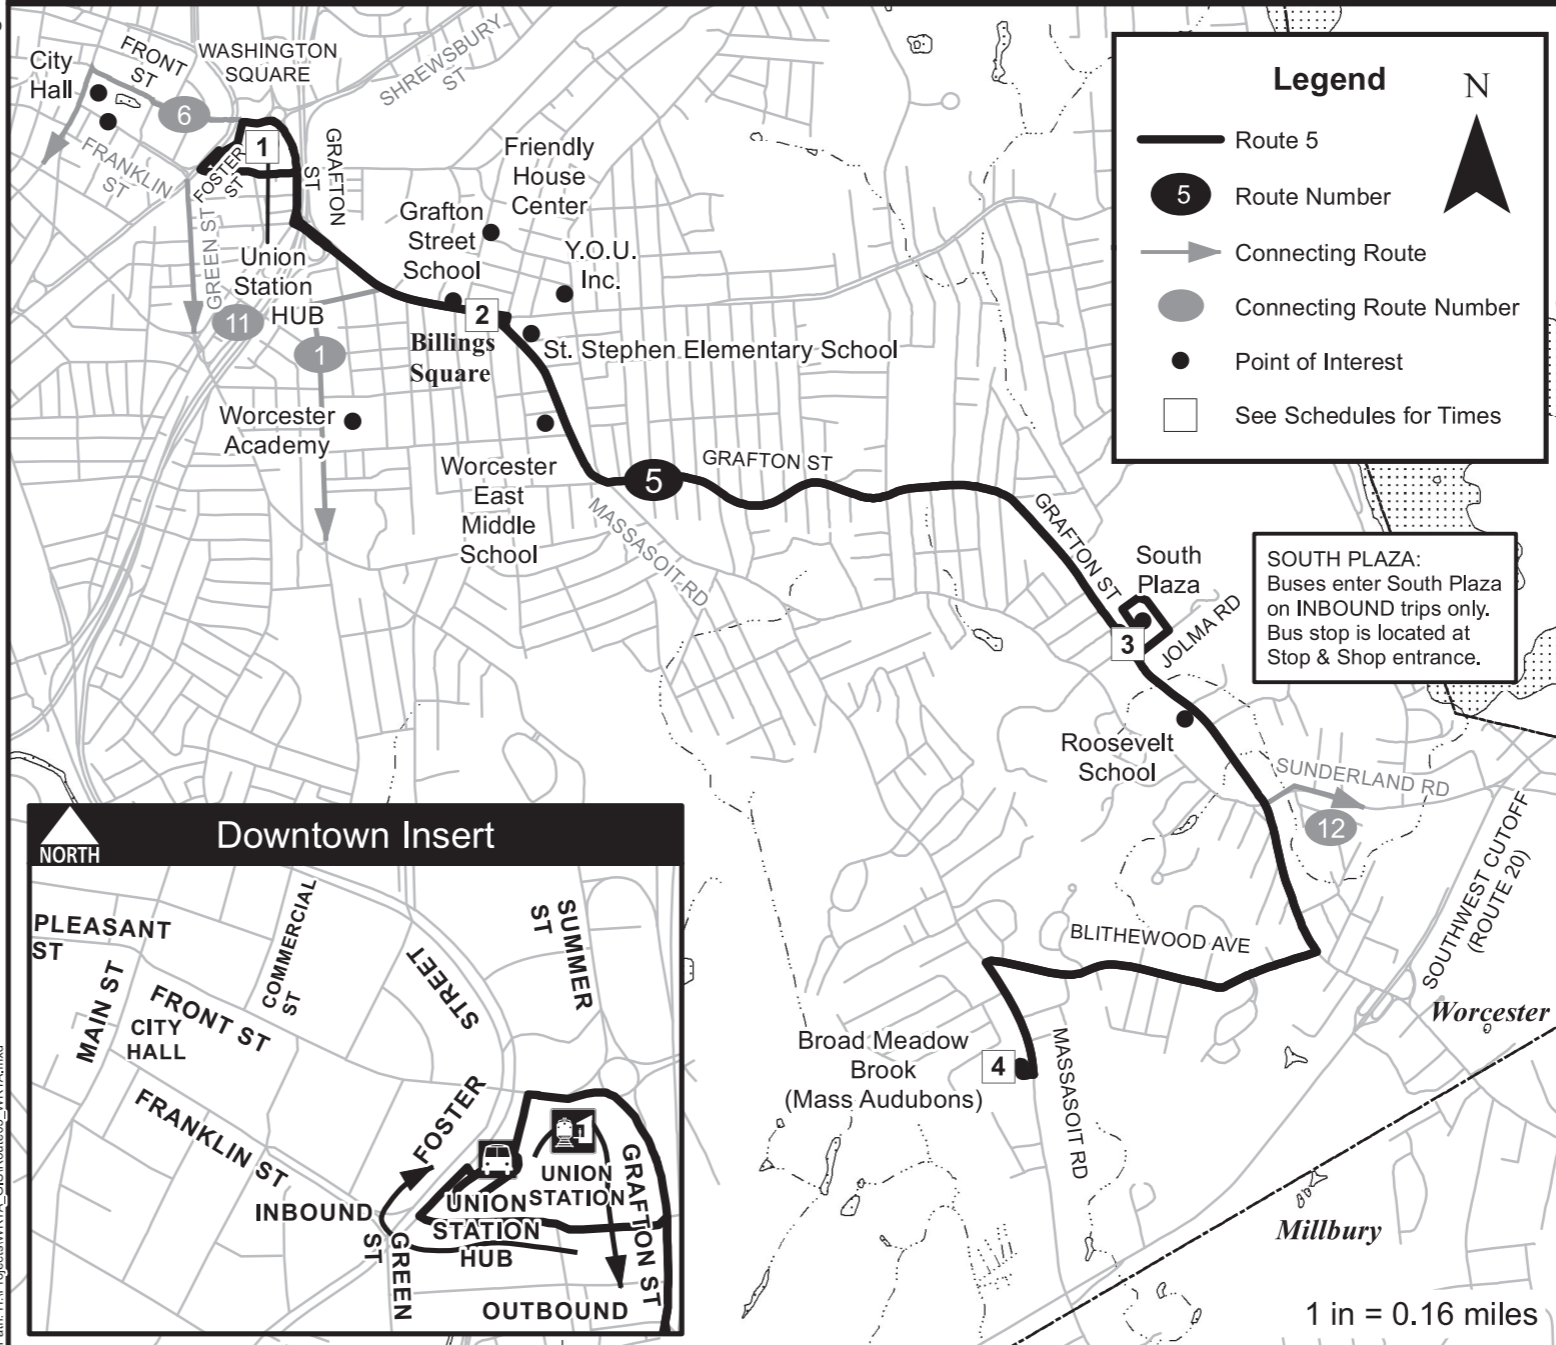 City
Hall
FRONT
ST
WASHINGTON
SQUARE
SHREWSBURY
ST
6
1
FRANKLIN
ST
FOSTER
ST
GRAFTON
ST
GREEN ST
Union
Station
HUB
11
1
Grafton
Street
School
Friendly
House
Center
Y.O.U.
Inc.
2
Billings
Square
St. Stephen Elementary School
Worcester
Academy
Worcester
East
Middle
School
5
GRAFTON ST
MASSASOIT RD
GRAFTON ST
South
Plaza
3
JOLMA RD
Roosevelt
School
SUNDERLAND RD
12
SOUTHWEST CUTOFF
(ROUTE 20)
BLITHEWOOD AVE
Broad Meadow
Brook
(Mass Audubons)
4
MASSASOIT RD
Worcester
Millbury
1 in = 0.16 miles
Legend
N
Route 5
5
Route Number
Connecting Route
Connecting Route Number
Point of Interest
See Schedules for Times
SOUTH PLAZA:
Buses enter South Plaza
on INBOUND trips only.
Bus stop is located at
Stop & Shop entrance.
NORTH
Downtown Insert
PLEASANT
ST
MAIN ST
COMMERCIAL
ST
FRONT ST
CITY
HALL
STREET
SUMMER
ST
FRANKLIN ST
FOSTER
INBOUND
ST
GREEN
UNION
STATION
HUB
UNION
STATION
GRAFTON ST
OUTBOUND